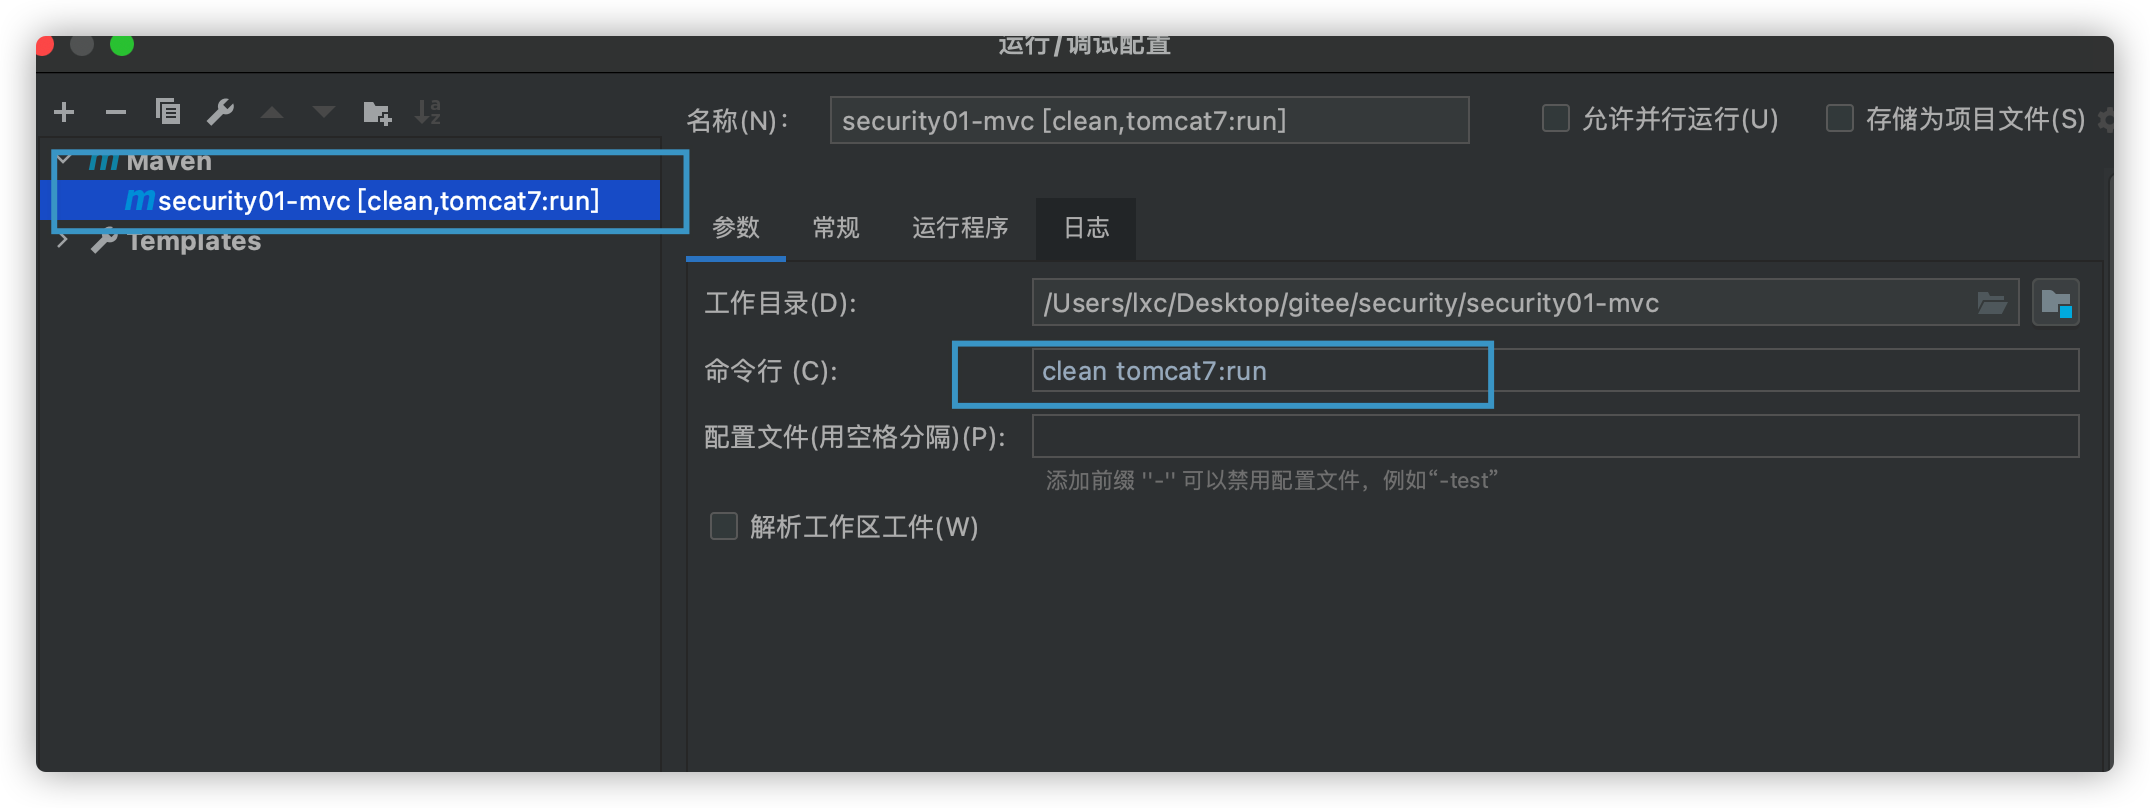 运行/调试配置
名称(N):
security01-mvc [clean,tomcat7:run]
允许并行运行(U)
存储为项目文件(S)
Maven
security01-mvc [clean,tomcat7:run]
Templates
参数
常规
运行程序
日志
工作目录(D):
/Users/lxc/Desktop/gitee/security/security01-mvc
命令行 (C):
clean tomcat7:run
配置文件(用空格分隔)(P):
添加前缀 ''-'' 可以禁用配置文件，例如“-test”
解析工作区工件(W)